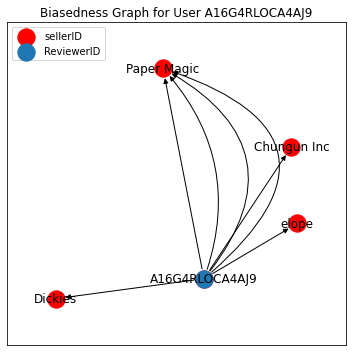 Biasedness Graph for User A16G4RLOCA4AJ9
sellerID
ReviewerID
Paper Magic
Chungun Inc
elope
A16G4RLOCA4AJ9
Dickies